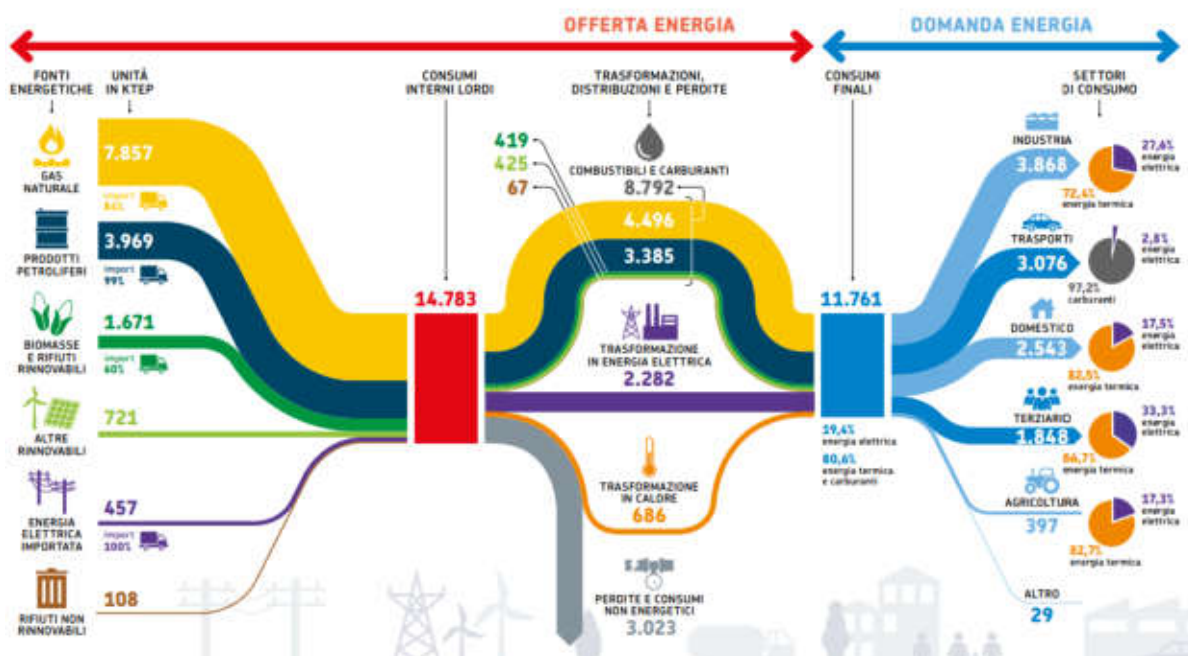 OFFERTA ENERGIA
DOMANDA ENERGIA
FONTI
ENERGETICHE
UNITÀ
IN KTEP
CONSUMI
INTERNI LORDI
TRASFORMAZIONI,
DISTRIBUZIONI E PERDITE
CONSUMI
FINALI
SETTORI
DI CONSUMO
GAS
NATURALE
7.857
import
PRODOTTI
PETROLIFERI
3.969
import
99%
BIOMASSE
E RIFIUTI
RINNOVABILI
1.671
import
60%
ALTRE
RINNOVABILI
721
ENERGIA
ELETTRICA
IMPORTATA
457
import
100%
RIFIUTI NON
RINNOVABILI
108
14.783
419
425
67
COMBUSTIBILI E CARBURANTI
8.792
4.496
3.385
TRASFORMAZIONE
IN ENERGIA ELETTRICA
2.282
TRASFORMAZIONE
IN CALORE
686
PERDITE E CONSUMI
NON ENERGETICI
3.023
11.761
19,4%
energia elettrica
80,6%
energia termica
e carburanti
INDUSTRIA
3.868
27,6%
energia
elettrica
72,4%
energia termica
TRASPORTI
3.076
2,8%
energia
elettrica
97,2%
carburanti
DOMESTICO
2.543
17,5%
energia
elettrica
82,5%
energia termica
TERZIARIO
1.848
33,3%
energia
elettrica
66,7%
energia termica
AGRICOLTURA
397
17,3%
energia
elettrica
82,7%
energia termica
ALTRO
29